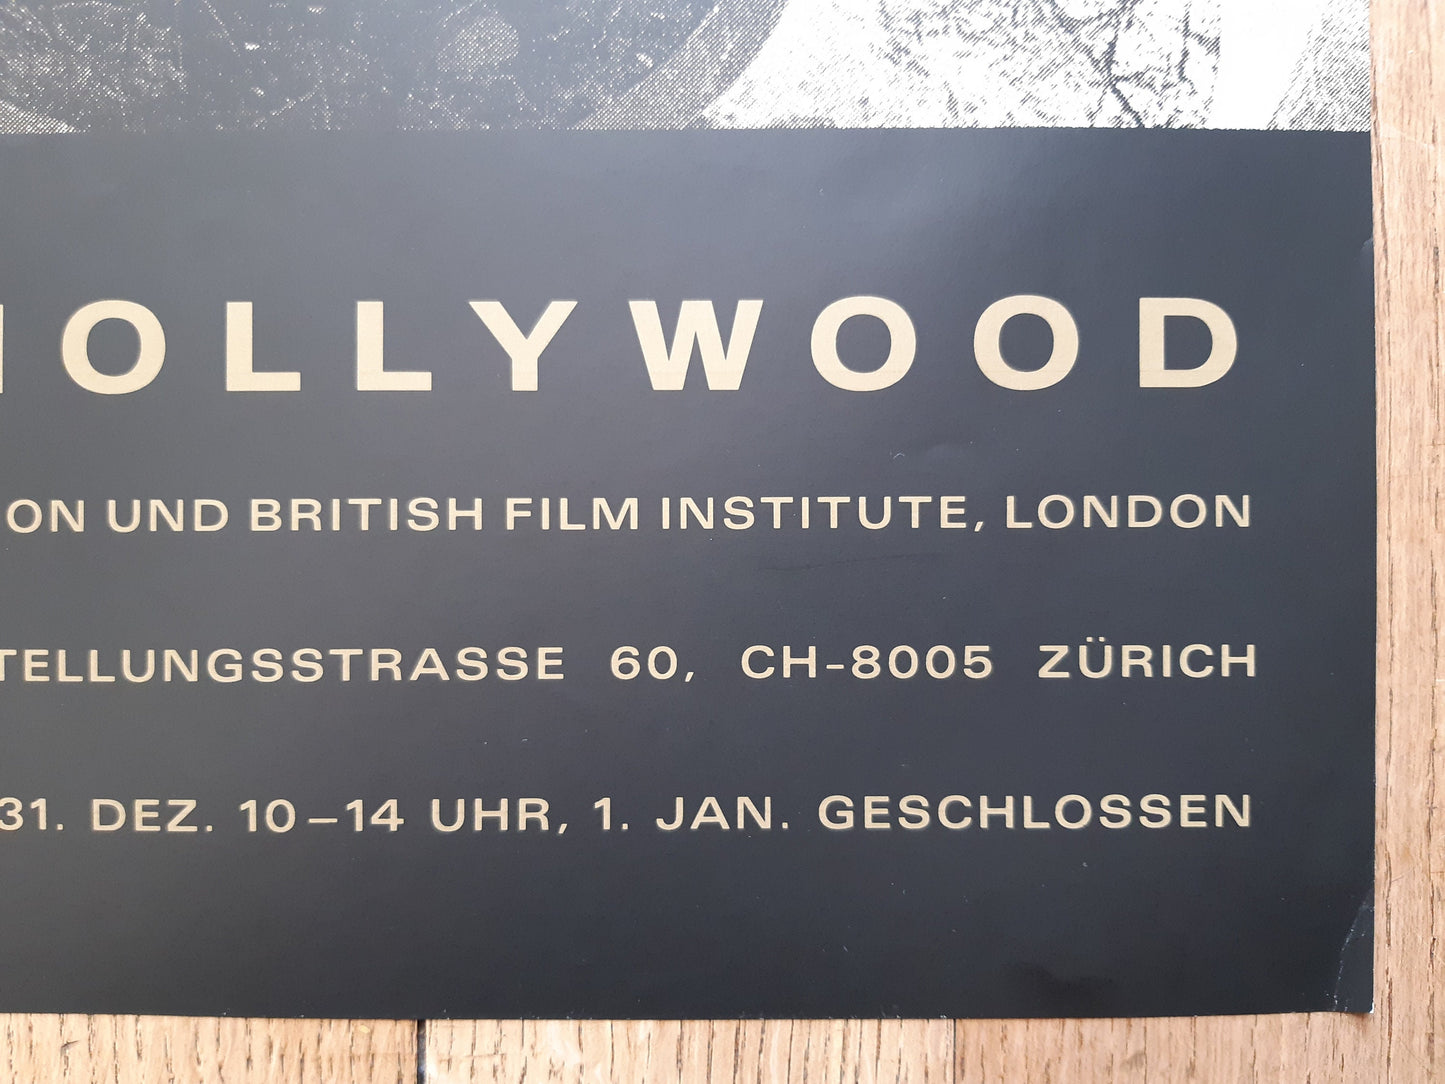 HOLLYWOOD
ON UND BRITISH FILM INSTITUTE, LONDON
TELLUNGSSTRASSE 60, CH-8005 ZÜRICH
31. DEZ. 10–14 UHR, 1. JAN. GESCHLOSSEN